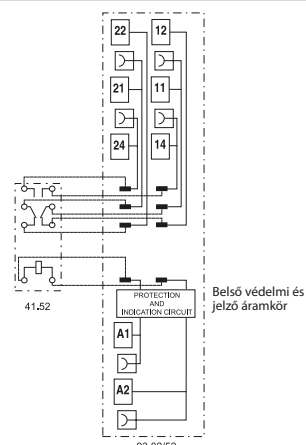 22 12
21 11
24 14
41.52
PROTECTION
AND
INDICATION CIRCUIT
Belső védelmi és
jelző áramkör
A1
A2